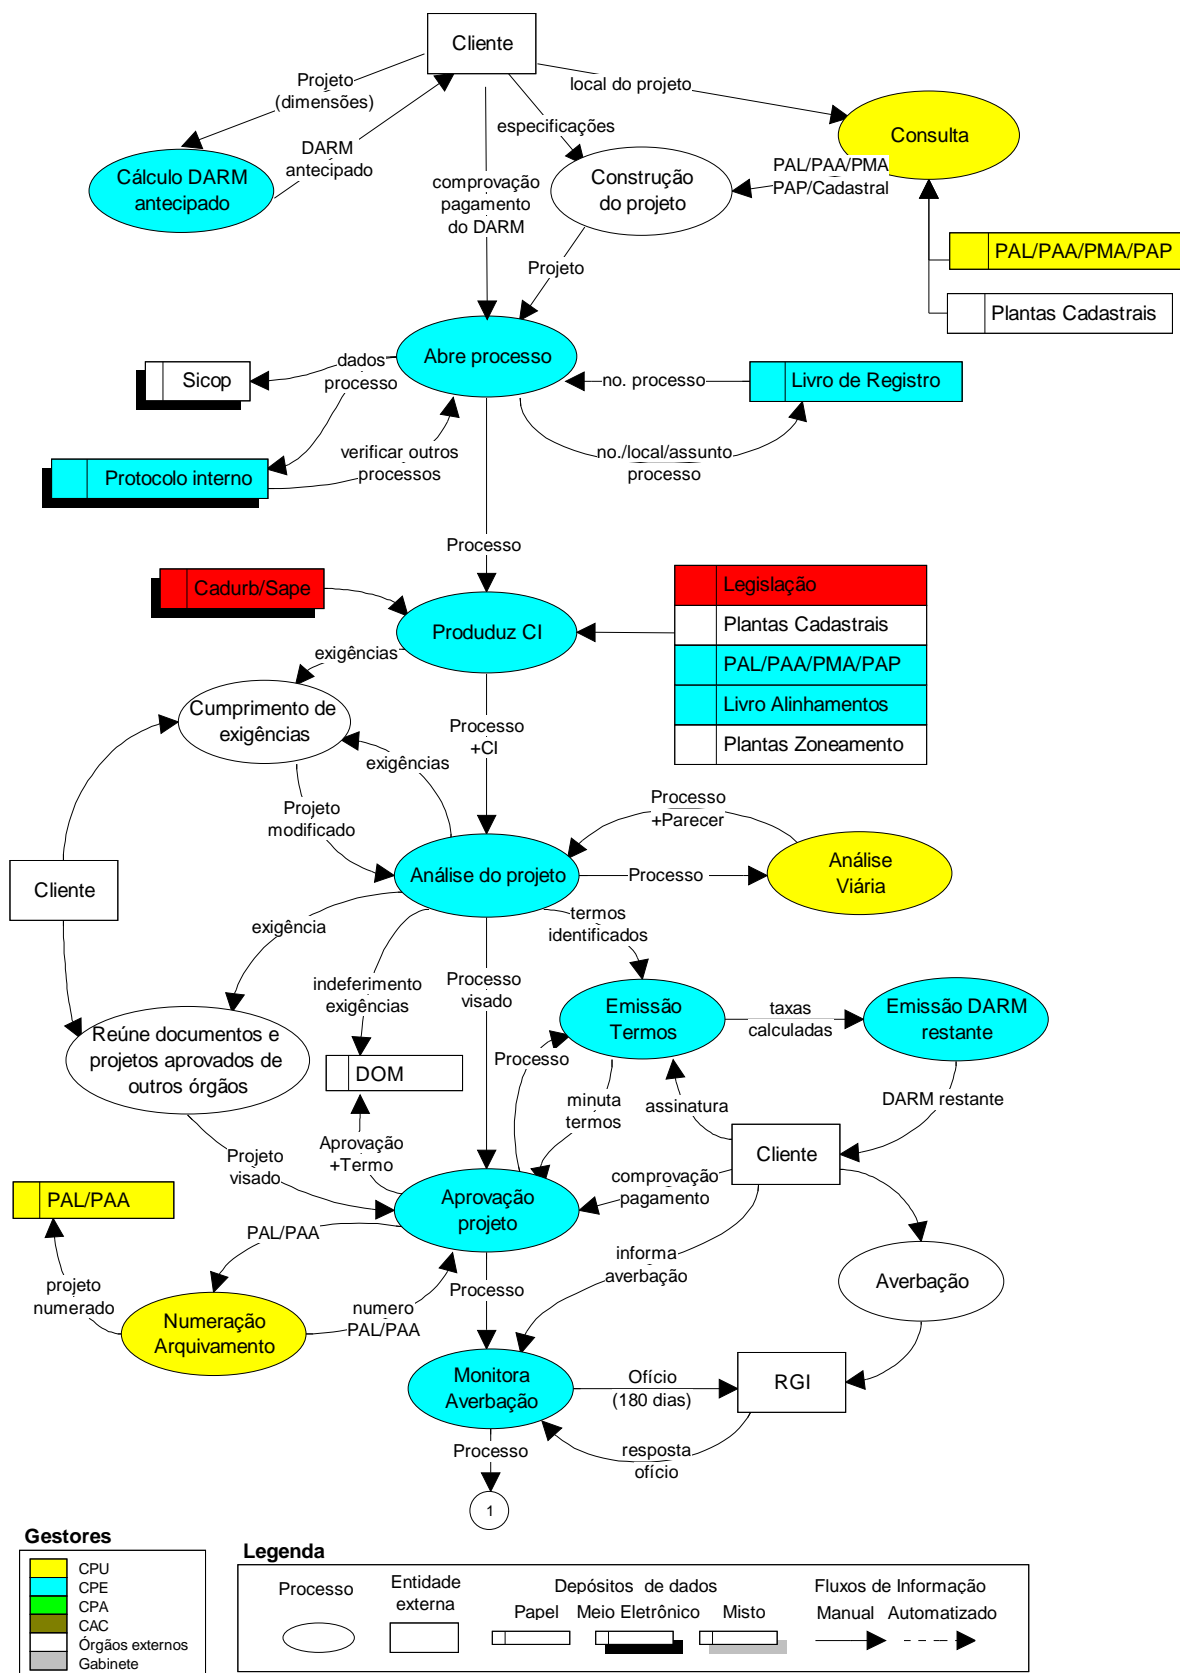 Cliente
Projeto
(dimensões)
local do projeto
especificações
Consulta
DARM
antecipado
Cálculo DARM
antecipado
comprovação
pagamento
do DARM
Construção
do projeto
PAL/PAA/PMA
PAP/Cadastral
PAL/PAA/PMA/PAP
Projeto
Plantas Cadastrais
Abre processo
dados
processo
Sicop
no. processo
Livro de Registro
verificar outros
processos
no./local/assunto
processo
Protocolo interno
Processo
Cadurb/Sape
Legislação
Plantas Cadastrais
PAL/PAA/PMA/PAP
Livro Alinhamentos
Plantas Zoneamento
Produduz CI
exigências
Cumprimento de
exigências
Processo
+CI
exigências
Projeto
modificado
Processo
+Parecer
Cliente
Análise do projeto
Processo
Análise
Viária
exigência
termos
identificados
indeferimento
exigências
Processo
visado
Emissão
Termos
taxas
calculadas
Emissão DARM
restante
Reúne documentos e
projetos aprovados de
outros órgãos
Processo
DOM
minuta
termos
assinatura
DARM restante
Projeto
visado
Aprovação
+Termo
Cliente
PAL/PAA
Aprovação
projeto
comprovação
pagamento
PAL/PAA
informa
averbação
Averbação
projeto
numerado
Processo
Numeração
Arquivamento
numero
PAL/PAA
Monitora
Averbação
Ofício
(180 dias)
RGI
Processo
resposta
ofício
1
Gestores
CPU
CPE
CPA
CAC
Órgãos externos
Gabinete
Legenda
Processo
Entidade
externa
Depósitos de dados
Papel Meio Eletrônico Misto
Fluxos de Informação
Manual Automatizado